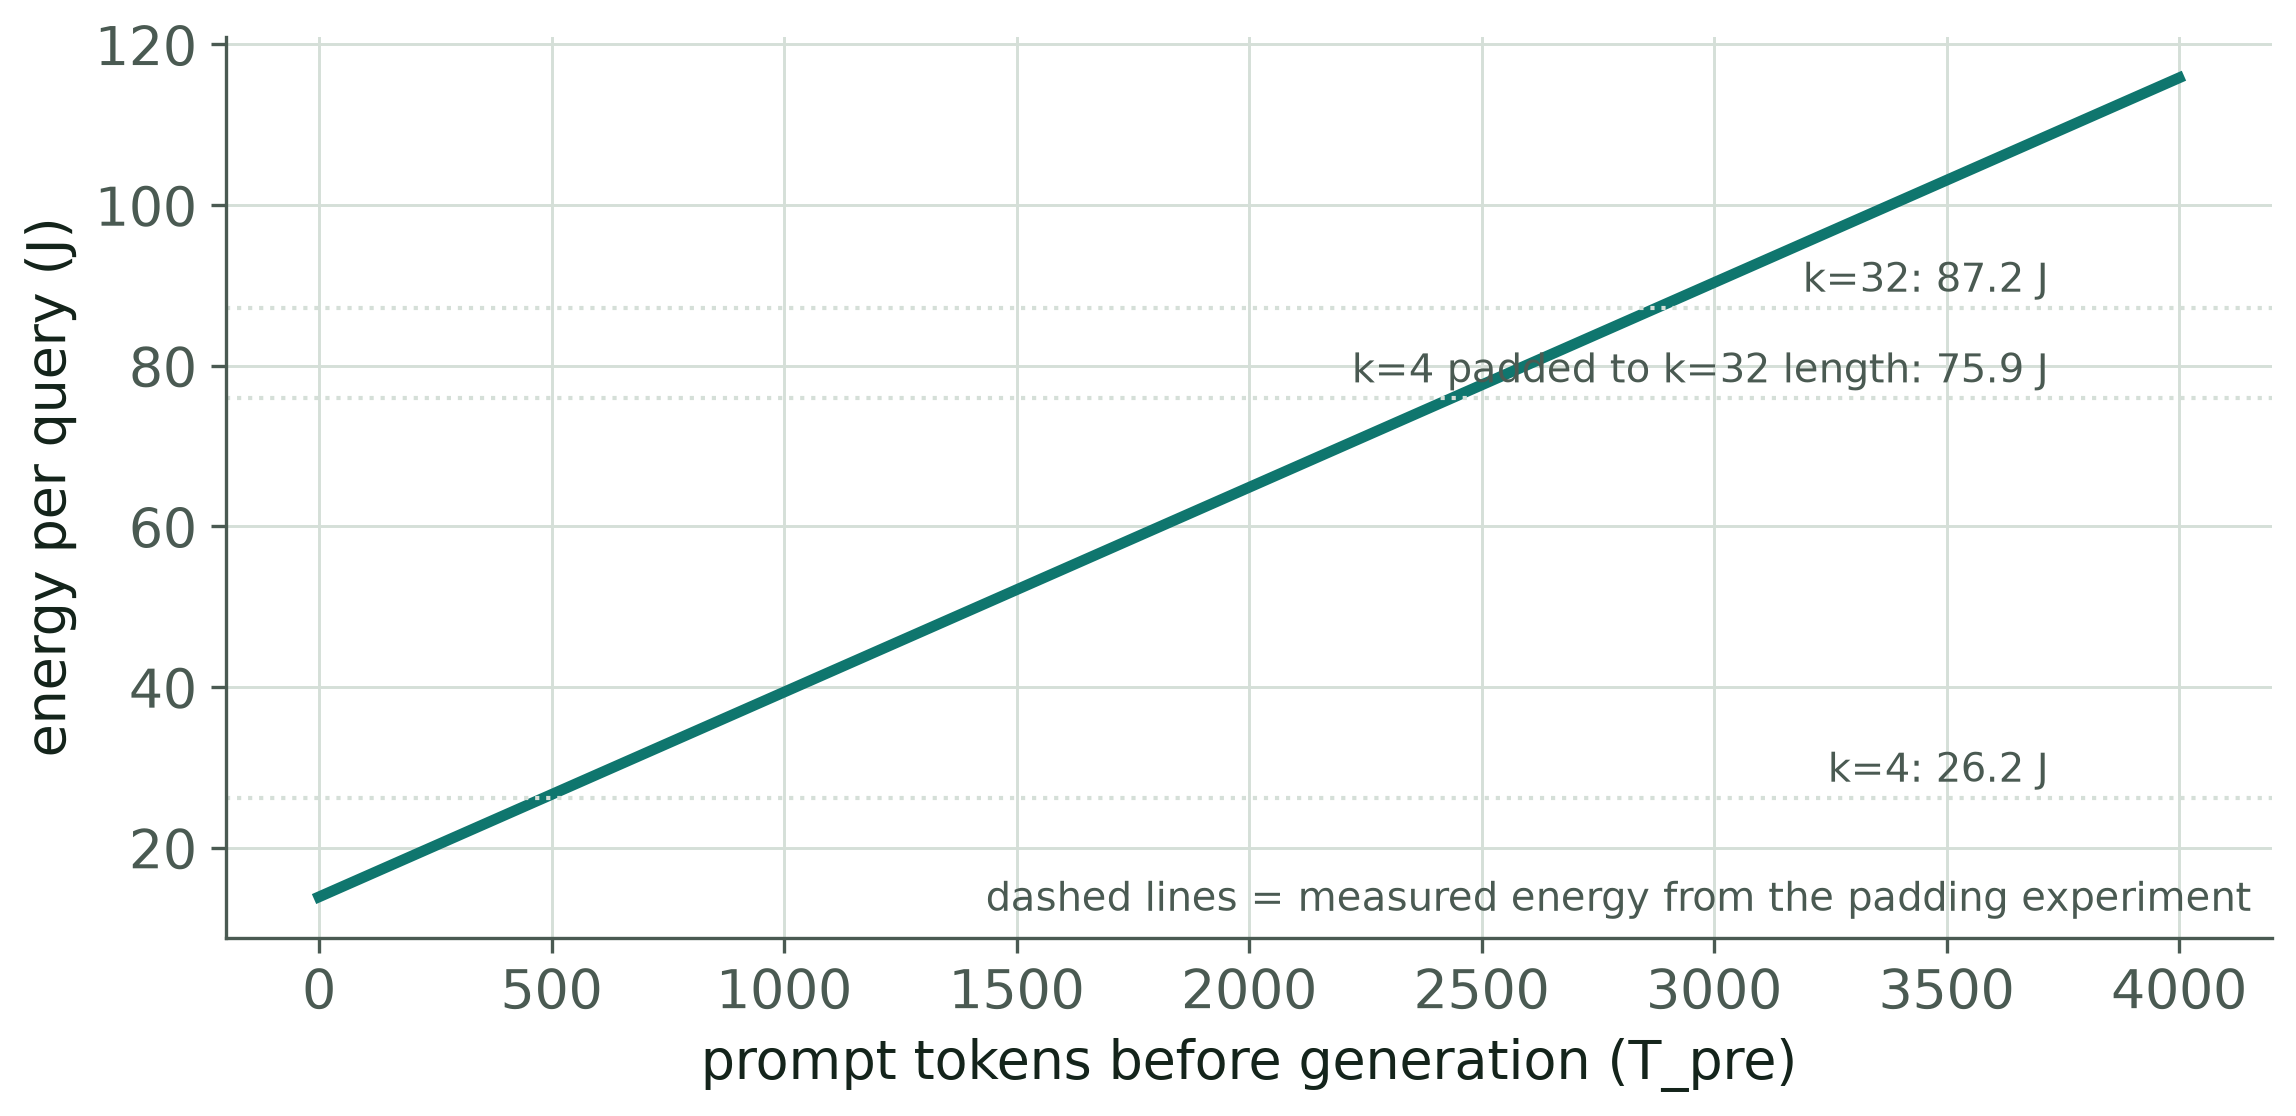 120
100
80
60
40
20
energy per query (J)
k=32: 87.2 J
k=4 padded to k=32 length: 75.9 J
k=4: 26.2 J
dashed lines = measured energy from the padding experiment
0 500 1000 1500 2000 2500 3000 3500 4000
prompt tokens before generation (T_pre)